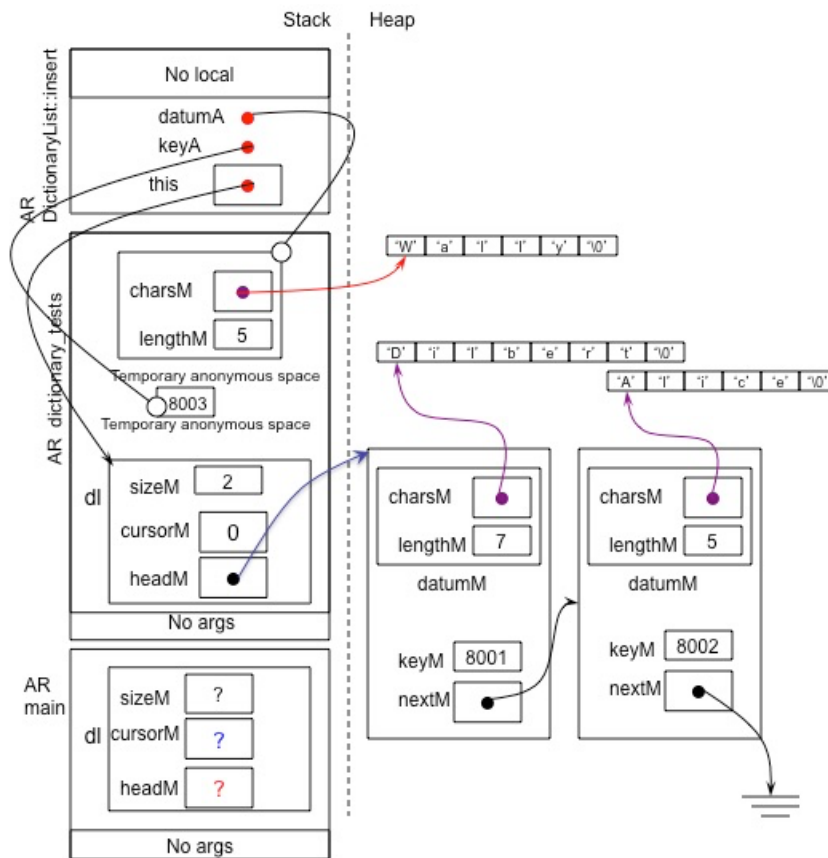 Stack
Heap
AR
DictionaryList::insert
No local
datumA
keyA
this
AR dictionary_tests
charsM
lengthM
5
Temporary anonymous space
8003
Temporary anonymous space
dl
sizeM
2
cursorM
0
headM
No args
AR
main
dl
sizeM
?
cursorM
?
headM
?
No args
“W” “a” “l” “l” “y” “\0”
“D” “i” “l” “b” “e” “r” “t” “\0”
“A” “l” “i” “c” “e” “\0”
charsM
lengthM
7
datumM
keyM
8001
nextM
charsM
lengthM
5
datumM
keyM
8002
nextM